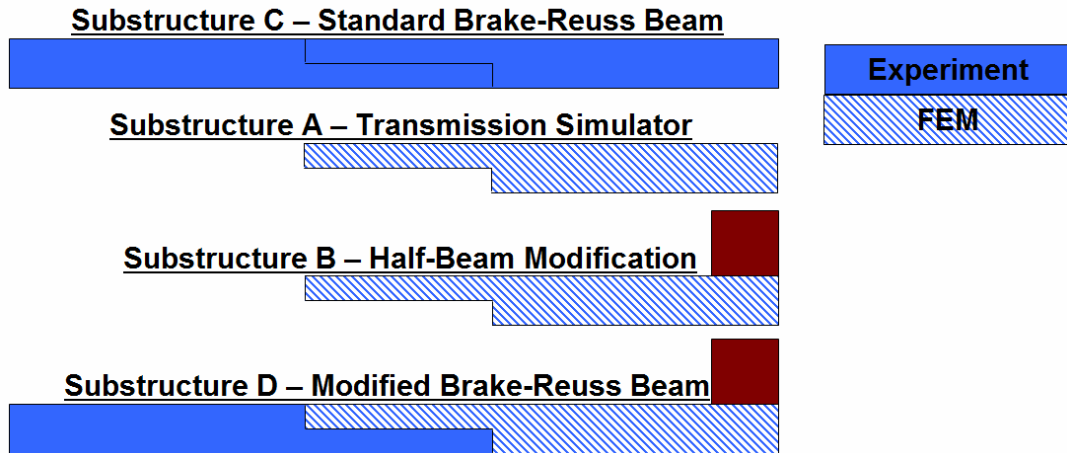 Substructure C – Standard Brake-Reuss Beam
Experiment
FEM
Substructure A – Transmission Simulator
Substructure B – Half-Beam Modification
Substructure D – Modified Brake-Reuss Beam